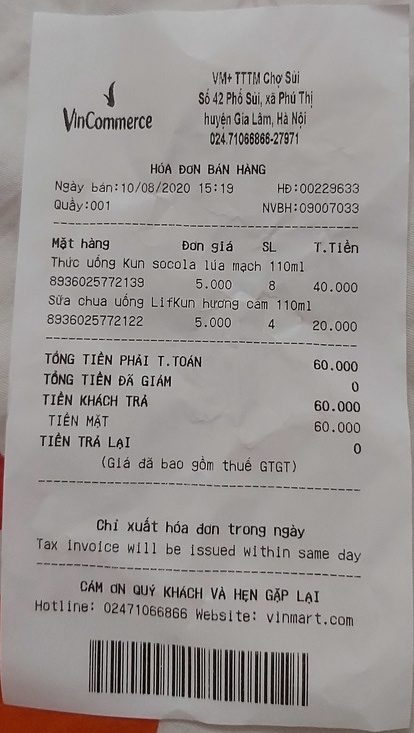 VinCommerce
VM+ TTTM Chợ Sủi
Số 42 Phố Sủi, xã Phú Thị
huyện Gia Lâm, Hà Nội
024.71066866-27971
HÓA ĐƠN BÁN HÀNG
Ngày bán:10/08/2020 15:19 HĐ:00229633
Quầy:001 NVBH:09007033
Mặt hàng Đơn giá SL T.Tiền
Thức uống Kun socola lúa mạch 110ml
8936025772139 5.000 8 40.000
Sữa chua uống LifKun hương cam 110ml
8936025772122 5.000 4 20.000
TỔNG TIỀN PHẢI T.TOÁN 60.000
TỔNG TIỀN ĐÃ GIẢM 0
TIỀN KHÁCH TRẢ 60.000
TIỀN MẶT 60.000
TIỀN TRẢ LẠI 0
(Giá đã bao gồm thuế GTGT)
Chỉ xuất hóa đơn trong ngày
Tax invoice will be issued within same day
CẢM ƠN QUÝ KHÁCH VÀ HẸN GẶP LẠI
Hotline: 02471066866 Website: vinmart.com